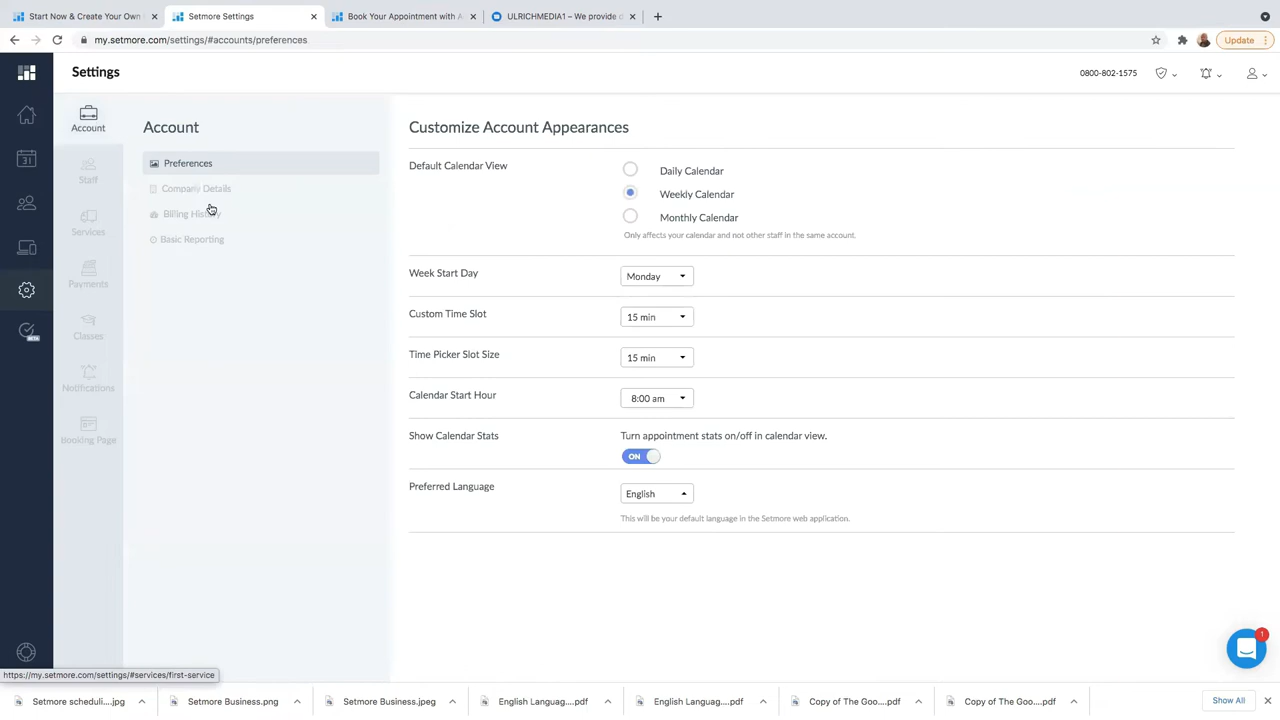 Start Now & Create Your Own
Setmore Settings
Book Your Appointment with A
ULRICHMEDIA1 – We provide d
my.setmore.com/settings/#accounts/preferences
Update
Settings
0800-802-1575
Account
Staff
Services
Payments
Classes
Notifications
Booking Page
31
BETA
Account
Preferences
Company Details
Billing History
Basic Reporting
Customize Account Appearances
Default Calendar View
Daily Calendar
Weekly Calendar
Monthly Calendar
Only affects your calendar and not other staff in the same account.
Week Start Day
Monday
Custom Time Slot
15 min
Time Picker Slot Size
15 min
Calendar Start Hour
8:00 am
Show Calendar Stats
Turn appointment stats on/off in calendar view.
ON
Preferred Language
English
This will be your default language in the Setmore web application.
1
https://my.setmore.com/settings/#services/first-service
Setmore scheduli....jpg
Setmore Business.png
Setmore Business.jpeg
English Languag....pdf
English Languag....pdf
Copy of The Goo....pdf
Copy of The Goo....pdf
Show All